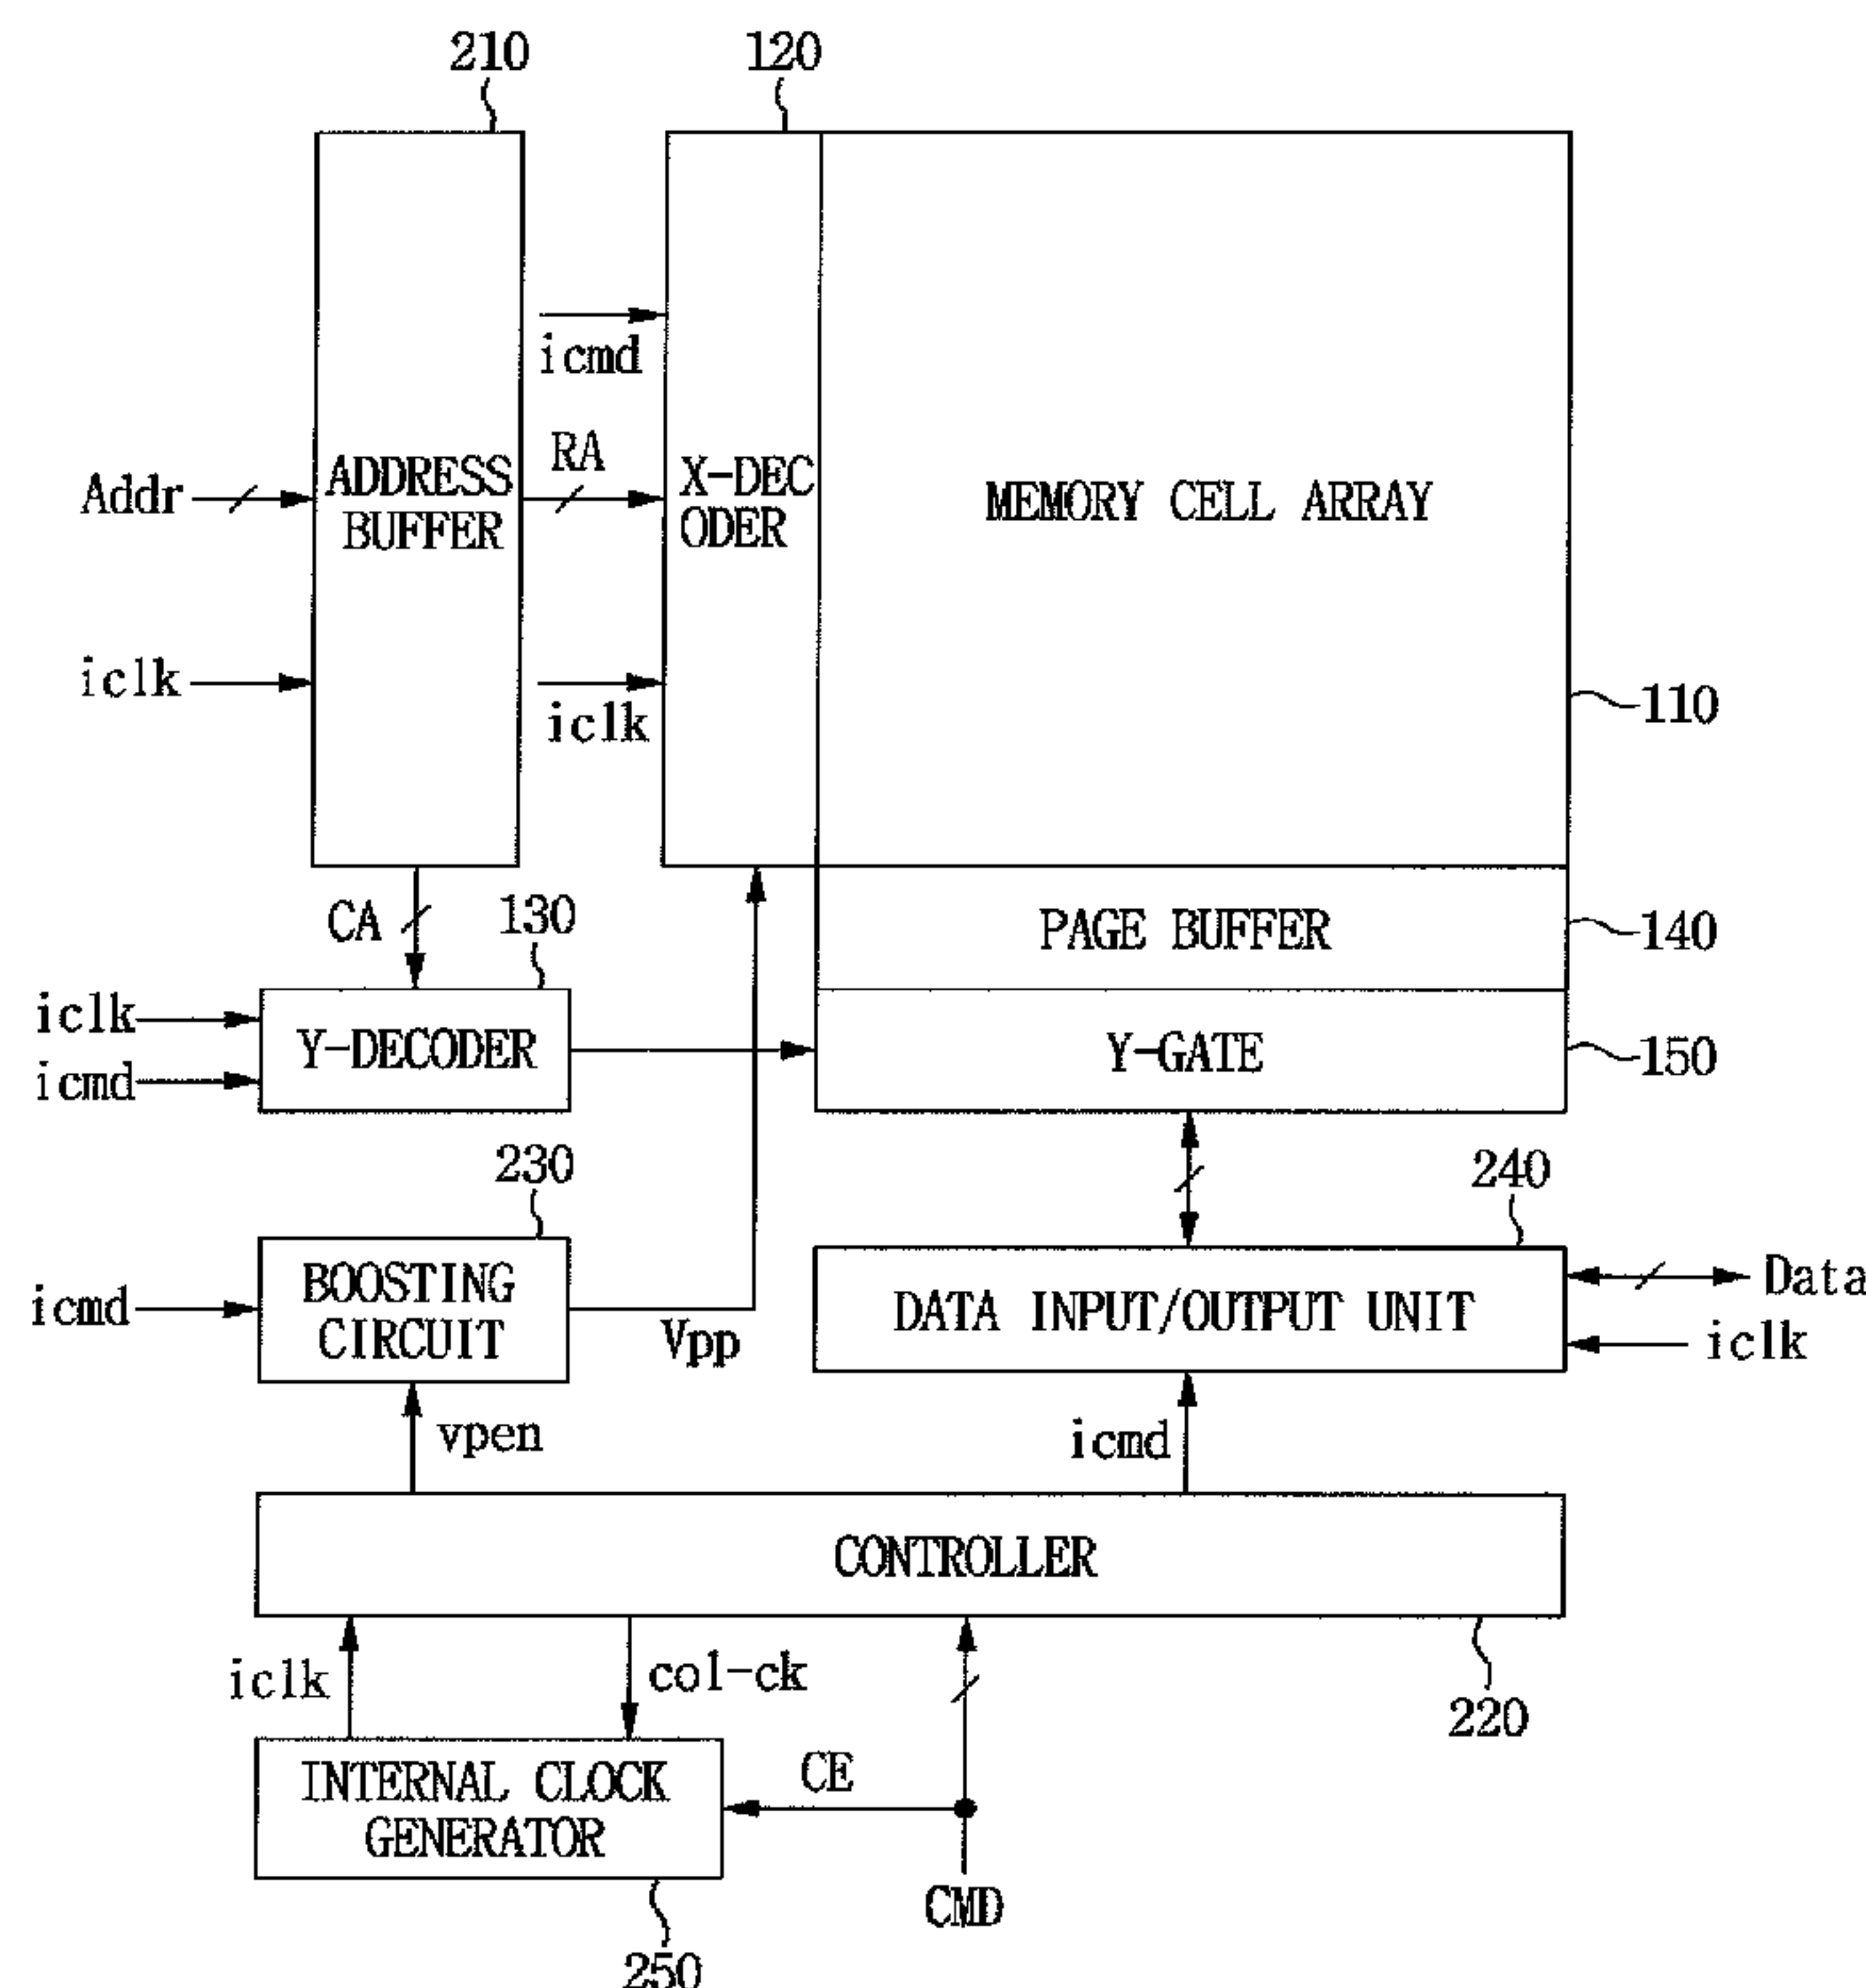 210
120
icmd
Addr
ADDRESS
BUFFER
RA
X-DEC
ODER
MEMORY CELL ARRAY
iclk
iclk
110
CA
130
PAGE BUFFER
140
iclk
icmd
Y-DECODER
Y-GATE
150
230
240
icmd
BOOSTING
CIRCUIT
Vpp
DATA INPUT/OUTPUT UNIT
Data
iclk
vpen
icmd
CONTROLLER
iclk
col-ck
220
INTERNAL CLOCK
GENERATOR
CE
CMD
250